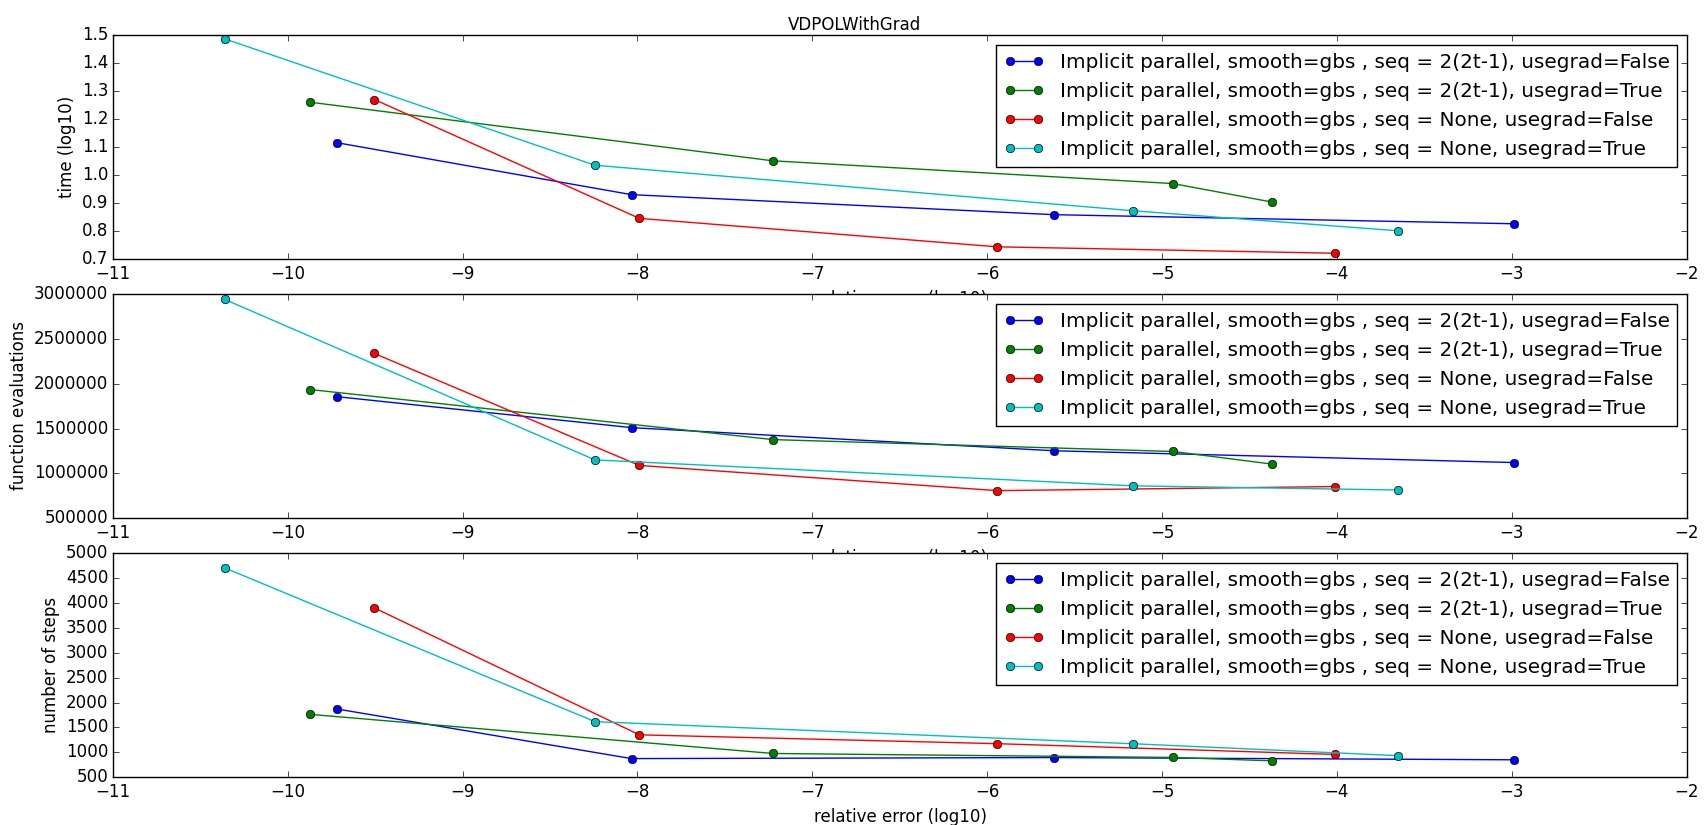 VDPOLWithGrad
time (log10)
1.5
1.4
1.3
1.2
1.1
1.0
0.9
0.8
0.7
Implicit parallel, smooth=gbs , seq = 2(2t-1), usegrad=False
Implicit parallel, smooth=gbs , seq = 2(2t-1), usegrad=True
Implicit parallel, smooth=gbs , seq = None, usegrad=False
Implicit parallel, smooth=gbs , seq = None, usegrad=True
−11 −10 −9 −8 −7 −6 −5 −4 −3 −2
function evaluations
3000000
2500000
2000000
1500000
1000000
500000
Implicit parallel, smooth=gbs , seq = 2(2t-1), usegrad=False
Implicit parallel, smooth=gbs , seq = 2(2t-1), usegrad=True
Implicit parallel, smooth=gbs , seq = None, usegrad=False
Implicit parallel, smooth=gbs , seq = None, usegrad=True
−11 −10 −9 −8 −7 −6 −5 −4 −3 −2
number of steps
5000
4500
4000
3500
3000
2500
2000
1500
1000
500
Implicit parallel, smooth=gbs , seq = 2(2t-1), usegrad=False
Implicit parallel, smooth=gbs , seq = 2(2t-1), usegrad=True
Implicit parallel, smooth=gbs , seq = None, usegrad=False
Implicit parallel, smooth=gbs , seq = None, usegrad=True
−11 −10 −9 −8 −7 −6 −5 −4 −3 −2
relative error (log10)